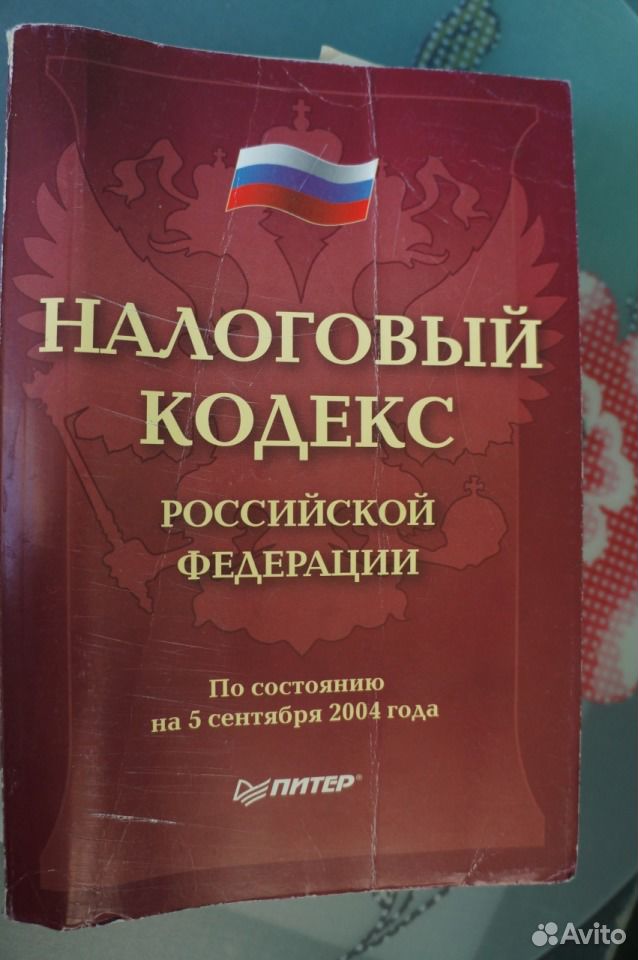 НАЛОГОВЫЙ
КОДЕКС
РОССИЙСКОЙ
ФЕДЕРАЦИИ
По состоянию
на 5 сентября 2004 года
ПИТЕР®
Avito